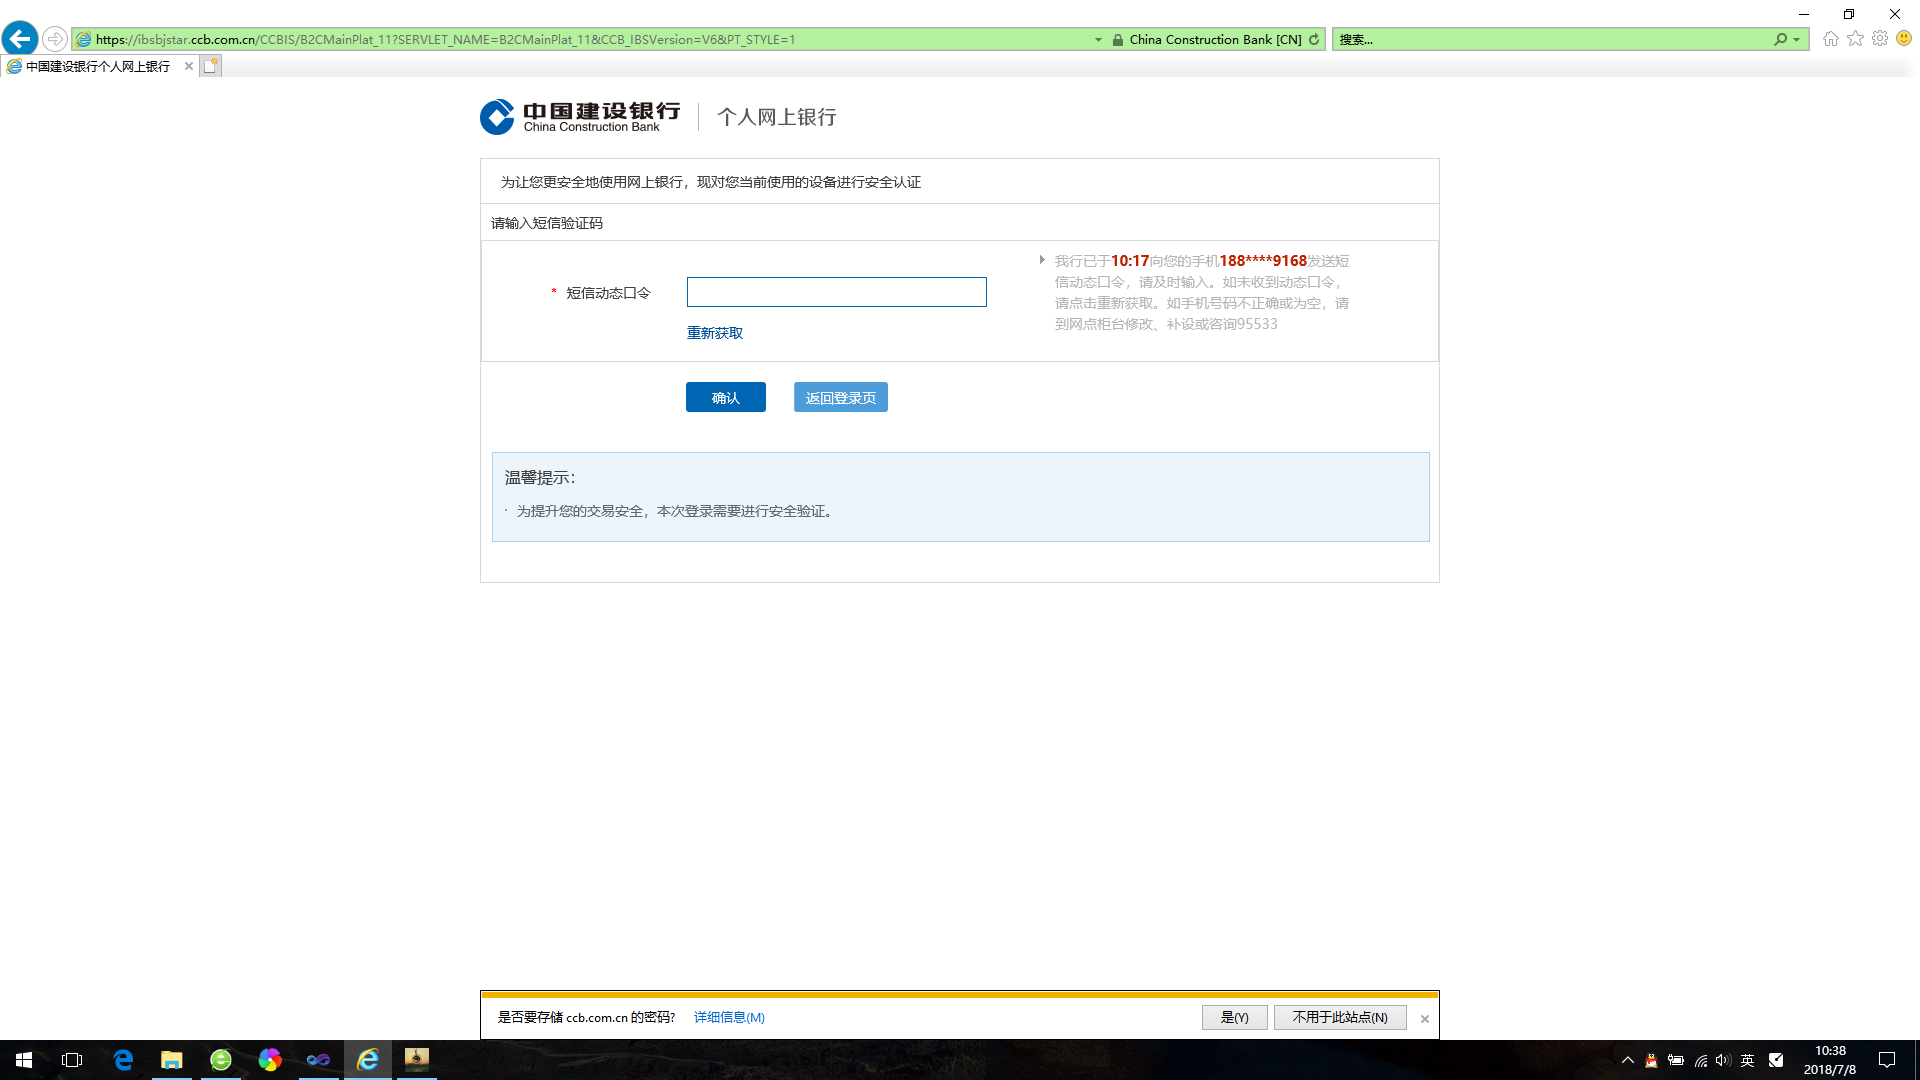 https://ibsbjstar.ccb.com.cn/CCBIS/B2CMainPlat_11?SERVLET_NAME=B2CMainPlat_11&CCB_IBSVersion=V6&PT_STYLE=1
China Construction Bank [CN]
搜索...
中国建设银行个人网上银行
中国建设银行
China Construction Bank
个人网上银行
为让您更安全地使用网上银行，现对您当前使用的设备进行安全认证
请输入短信验证码
* 短信动态口令
重新获取
我行已于10:17向您的手机188****9168发送短
信动态口令，请及时输入。如未收到动态口令，
请点击重新获取。如手机号码不正确或为空，请
到网点柜台修改、补设或咨询95533
确认
返回登录页
温馨提示：
· 为提升您的交易安全，本次登录需要进行安全验证。
是否要存储 ccb.com.cn 的密码?
详细信息(M)
是(Y)
不用于此站点(N)
英
10:38
2018/7/8